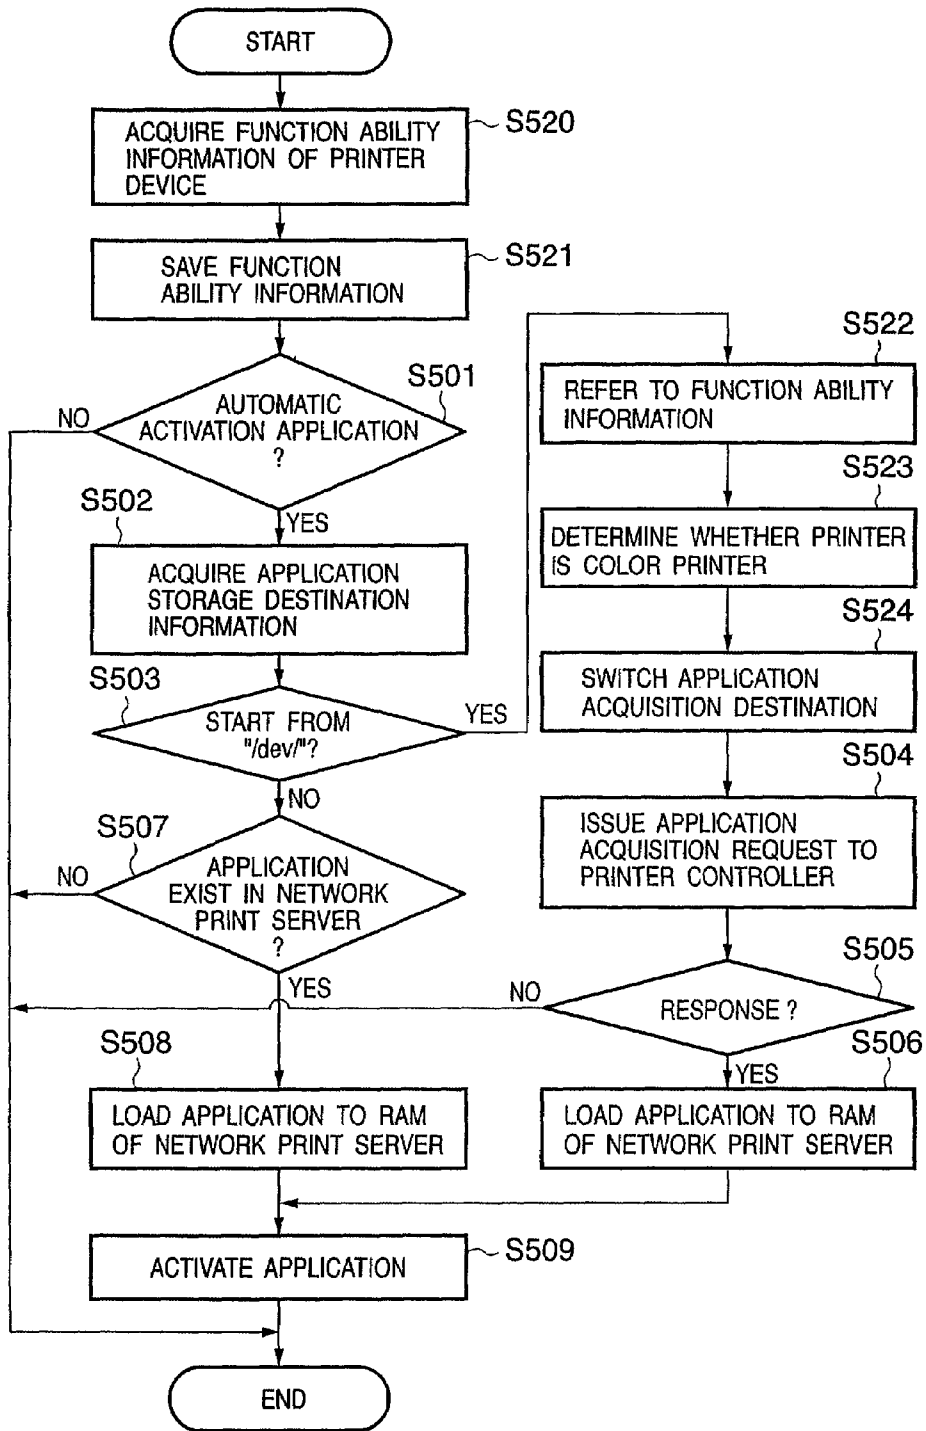 START
ACQUIRE FUNCTION ABILITY
INFORMATION OF PRINTER
DEVICE
S520
SAVE FUNCTION
ABILITY INFORMATION
S521
AUTOMATIC
ACTIVATION APPLICATION
?
S501
NO
YES
S502
ACQUIRE APPLICATION
STORAGE DESTINATION
INFORMATION
S503
START FROM
"/dev/"?
YES
NO
S507
APPLICATION
EXIST IN NETWORK
PRINT SERVER
?
NO
YES
S508
LOAD APPLICATION TO RAM
OF NETWORK PRINT SERVER
S522
REFER TO FUNCTION ABILITY
INFORMATION
S523
DETERMINE WHETHER PRINTER
IS COLOR PRINTER
S524
SWITCH APPLICATION
ACQUISITION DESTINATION
S504
ISSUE APPLICATION
ACQUISITION REQUEST TO
PRINTER CONTROLLER
S505
RESPONSE ?
NO
YES
S506
LOAD APPLICATION TO RAM
OF NETWORK PRINT SERVER
ACTIVATE APPLICATION
S509
END